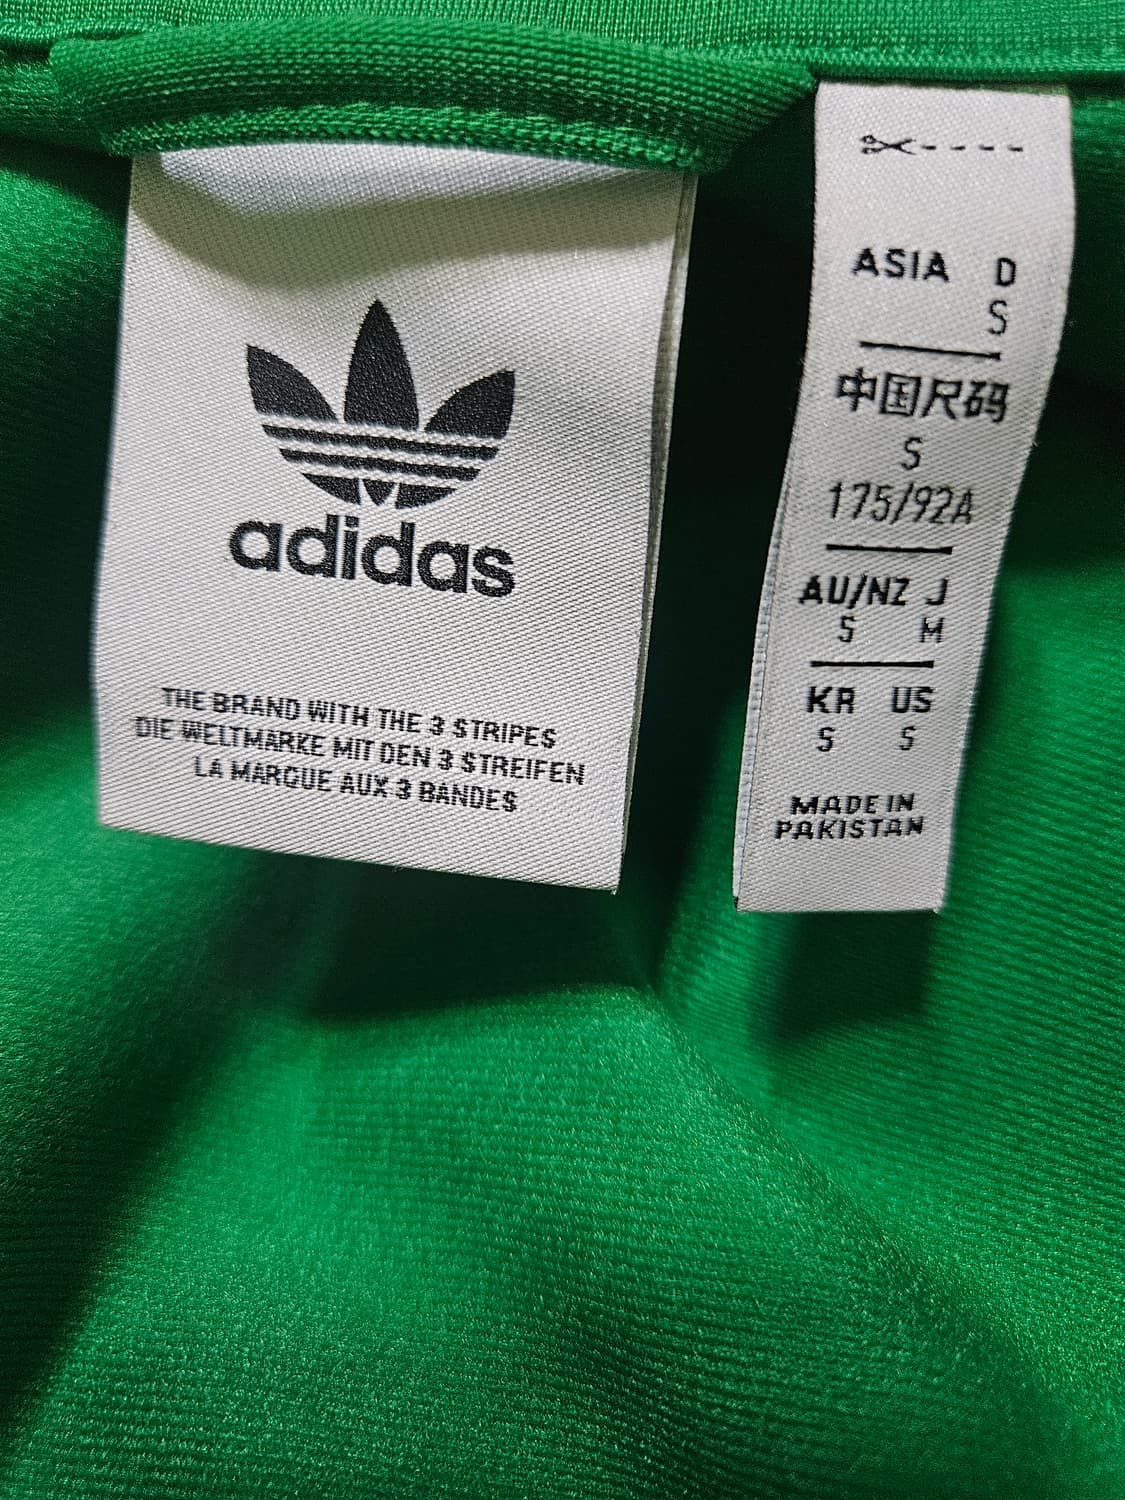 adidas
THE BRAND WITH THE 3 STRIPES
DIE WELTMARKE MIT DEN 3 STREIFEN
LA MARQUE AUX 3 BANDES
ASIA D
S
中国尺码
S
175/92A
AU/NZ J
S M
KR US
S S
MADE IN
PAKISTAN